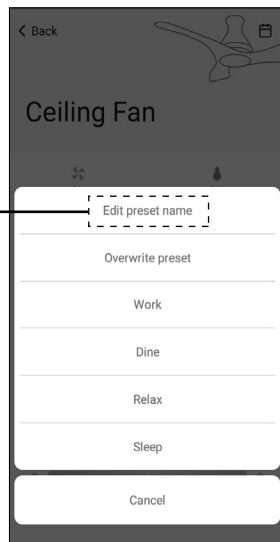 Back
Ceiling Fan
Edit preset name
Overwrite preset
Work
Dine
Relax
Sleep
Cancel